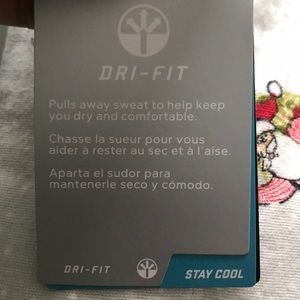 DRI-FIT
Pulls away sweat to help keep
you dry and comfortable.
Chasse la sueur pour vous
aider à rester au sec et à l'aise.
Aparta el sudor para
mantenerle seco y cómodo.
DRI-FIT
STAY COOL